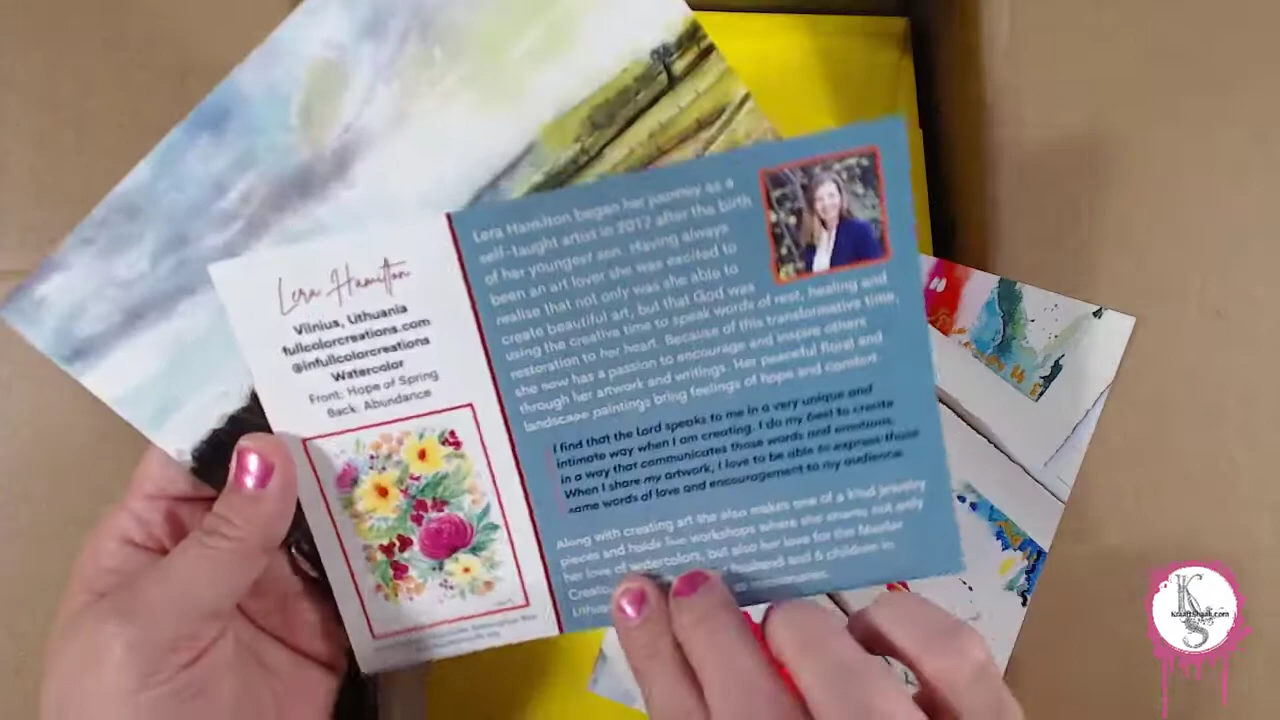 Lera Hamilton
Vilnius, Lithuania
fullcolorcreations.com
@infullcolorcreations
Watercolor
Front: Hope of Spring
Back: Abundance
Lera Hamilton began her journey as a
self-taught artist in 2017 after the birth
of her youngest son. Having always
been an art lover she was excited to
realise that not only was she able to
create beautiful art, but that God was
using the creative time to speak words of rest, healing and
restoration to her heart. Because of this transformative time,
she now has a passion to encourage and inspire others
through her artwork and writings. Her peaceful floral and
landscape paintings bring feelings of hope and comfort.
I find that the Lord speaks to me in a very unique and
intimate way when I am creating. I do my best to create
in a way that communicates those words and emotions.
When I share my artwork, I love to be able to express those
same words of love and encouragement to my audience.
Along with creating art she also makes one of a kind jewelry
pieces and holds live workshops where she shares not only
her love of watercolors, but also her love for the Master
husband and 6 children in
KS
KraftShaak.com